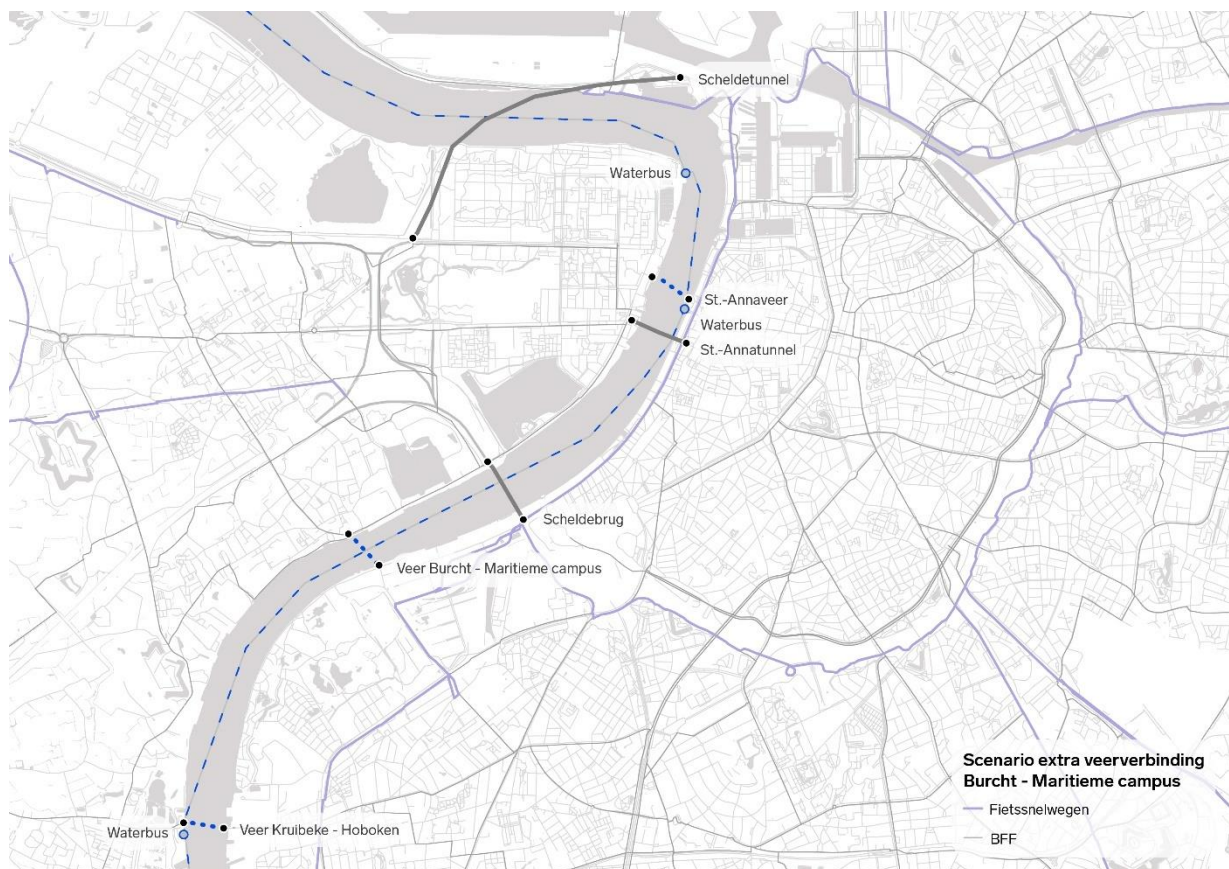 Scheldetunnel
Waterbus
St.-Annaveer
Waterbus
St.-Annatunnel
Scheldebrug
Veer Burcht - Maritieme campus
Waterbus
Veer Kruibeke - Hoboken
Scenario extra veerverbinding
Burcht - Maritieme campus
Fietssnelwegen
BFF